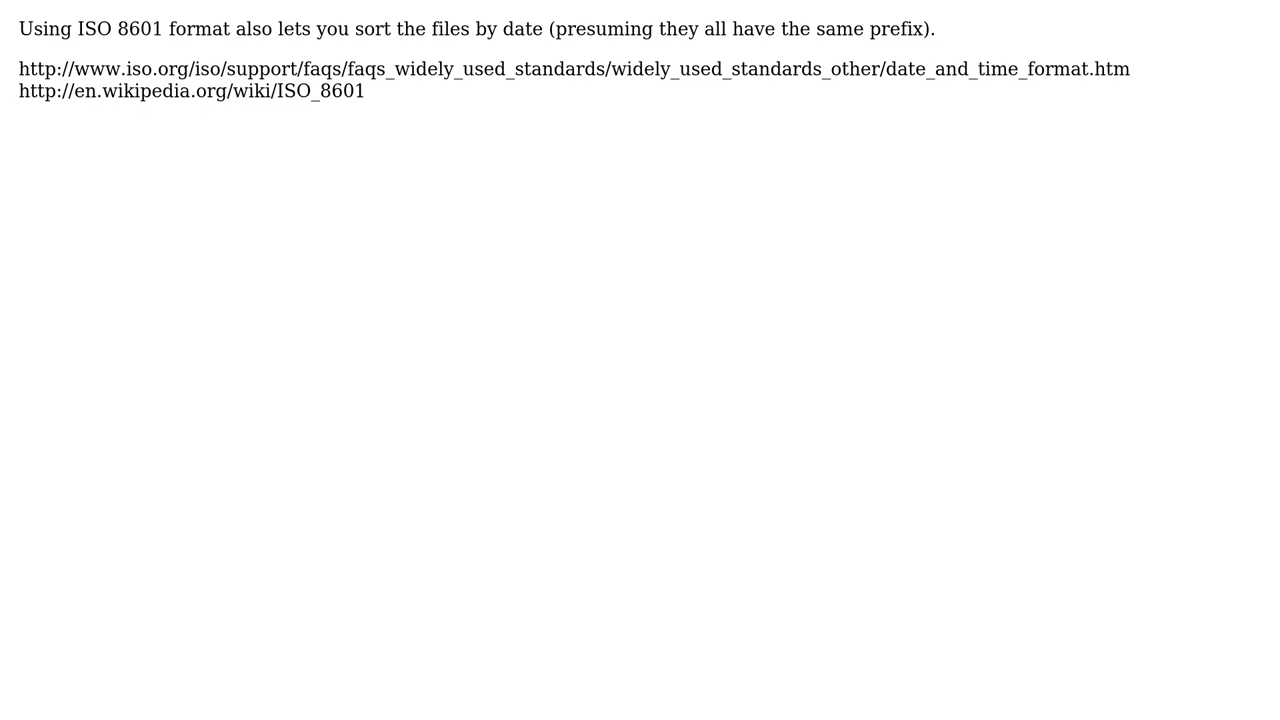 Using ISO 8601 format also lets you sort the files by date (presuming they all have the same prefix).
http://www.iso.org/iso/support/faqs/faqs_widely_used_standards/widely_used_standards_other/date_and_time_format.htm
http://en.wikipedia.org/wiki/ISO_8601